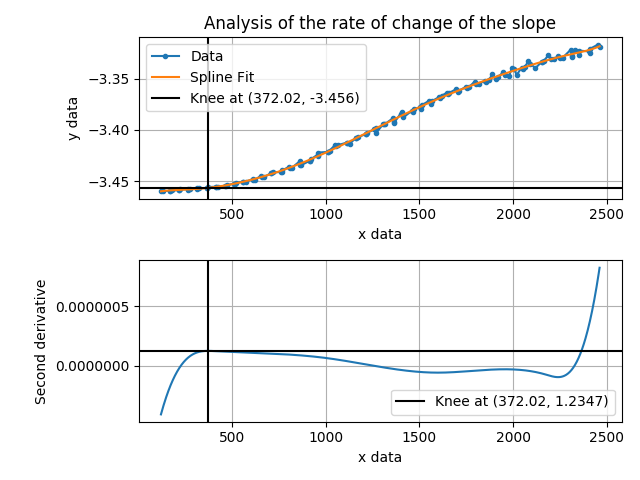 Analysis of the rate of change of the slope
Data
Spline Fit
Knee at (372.02, -3.456)
−3.35
−3.40
−3.45
y data
500
1000
1500
2000
2500
x data
0.0000005
0.0000000
Second derivative
Knee at (372.02, 1.2347)
500
1000
1500
2000
2500
x data